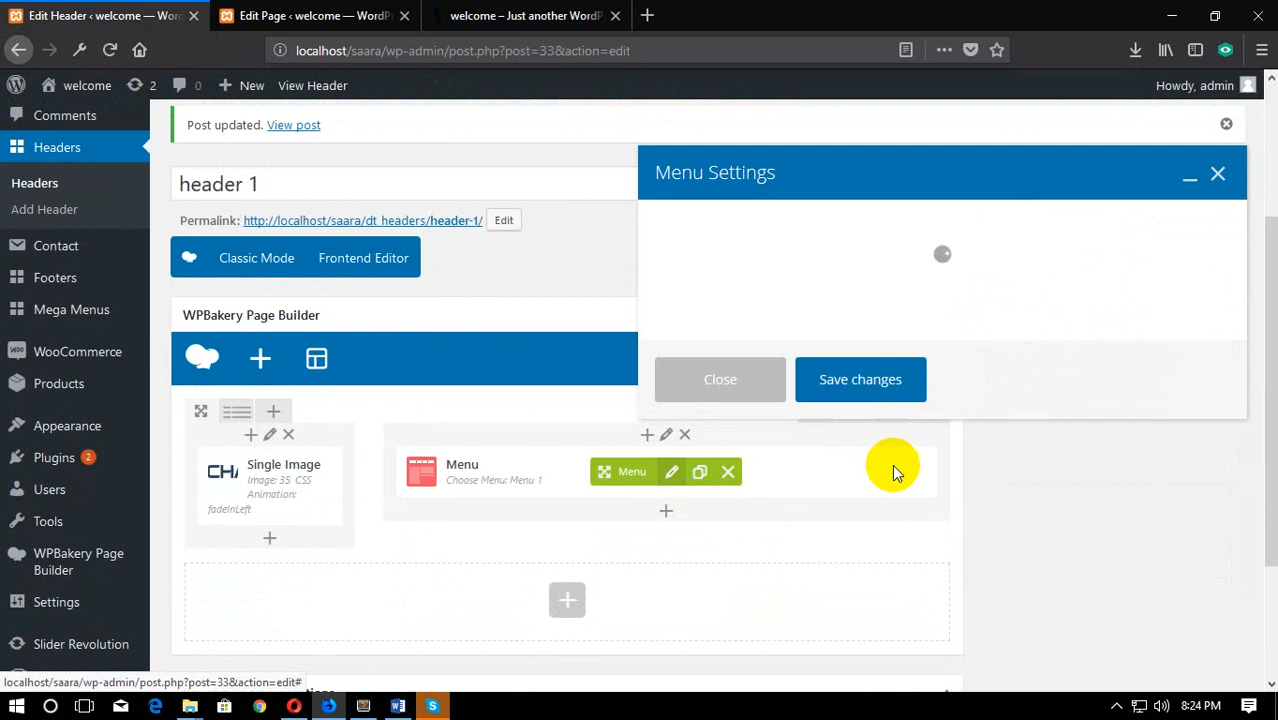 Edit Header ‹ welcome — Wor
Edit Page ‹ welcome — WordPr
welcome – Just another WordP
localhost/saara/wp-admin/post.php?post=33&action=edit
welcome
2
0
New
View Header
Howdy, admin
Comments
Headers
Headers
Add Header
Contact
Footers
Mega Menus
WooCommerce
Products
Appearance
Plugins 2
Users
Tools
WPBakery Page
Builder
Settings
Slider Revolution
Post updated. View post
header 1
Permalink: http://localhost/saara/dt_headers/header-1/ Edit
Classic Mode
Frontend Editor
WPBakery Page Builder
Menu Settings
Close
Save changes
CH
Single Image
Image: 35 CSS
Animation:
fadeInLeft
Menu
Choose Menu: Menu 1
Menu
localhost/saara/wp-admin/post.php?post=33&action=edit#
8:24 PM